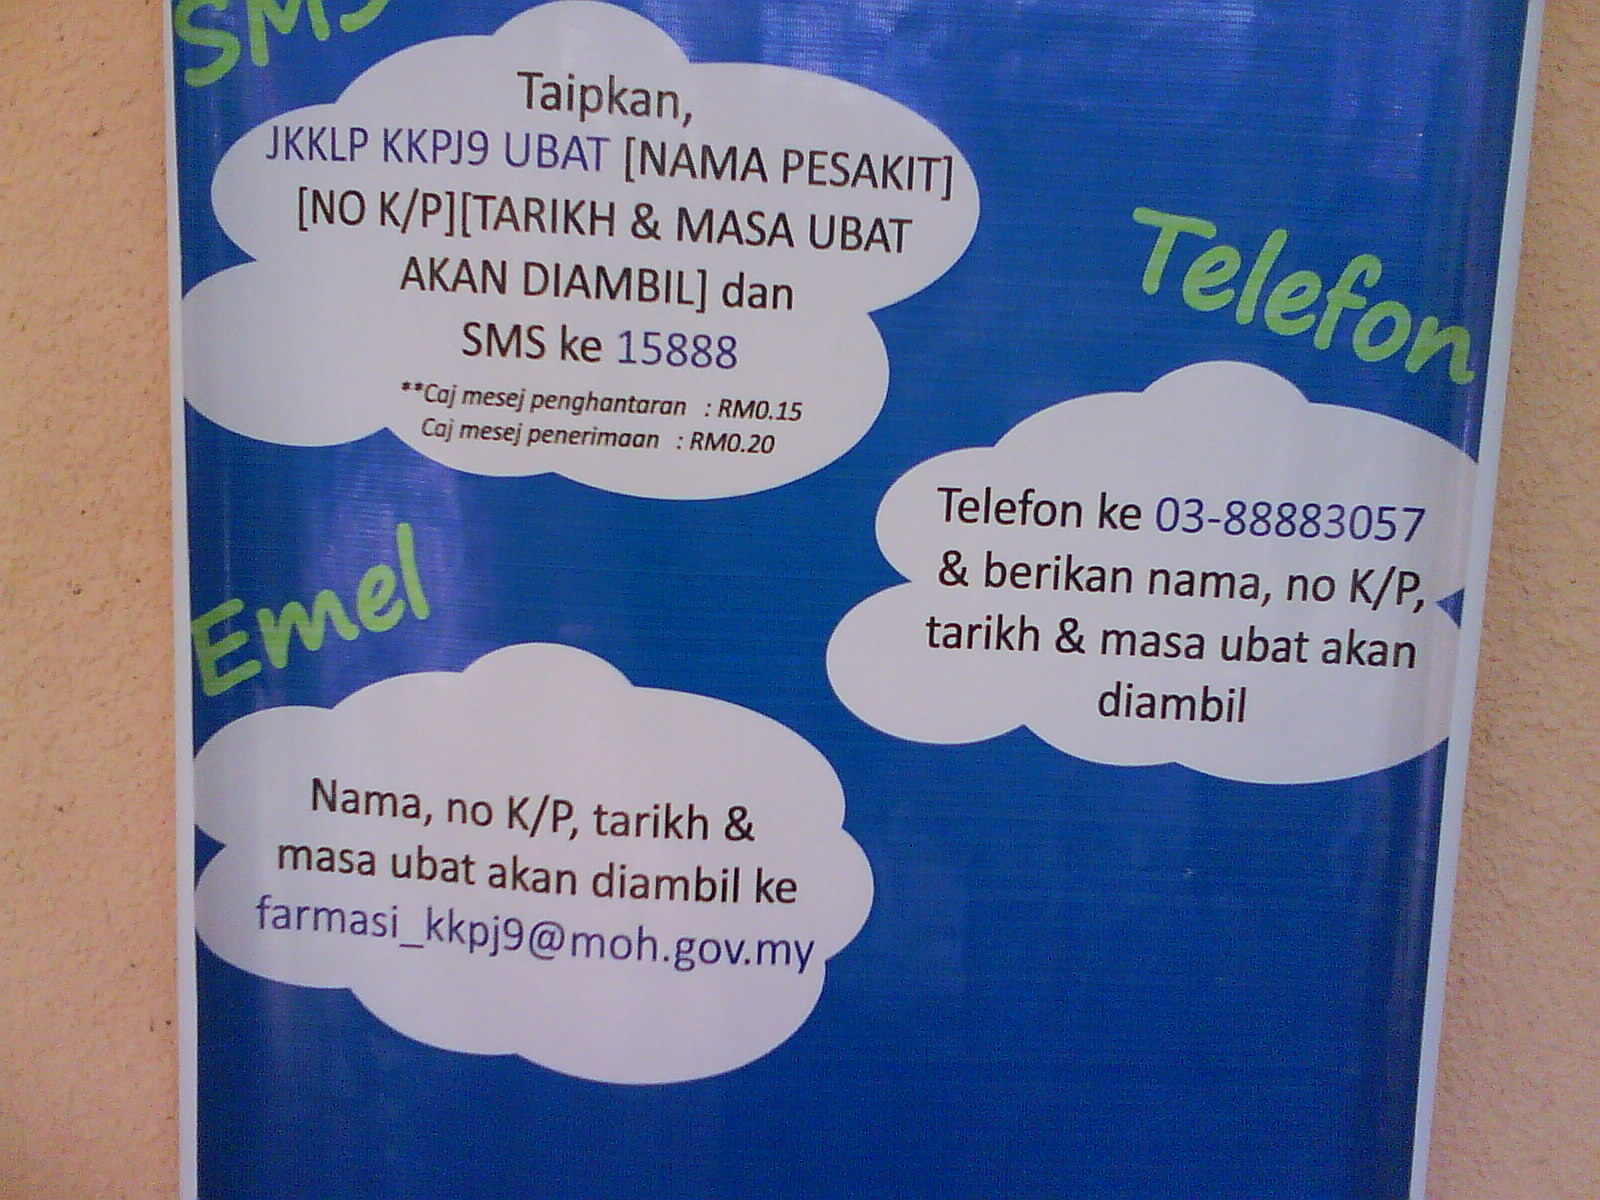 SMS
Taipkan,
JKKLP KKPJ9 UBAT [NAMA PESAKIT]
[NO K/P][TARIKH & MASA UBAT
AKAN DIAMBIL] dan
SMS ke 15888
**Caj mesej penghantaran : RM0.15
Caj mesej penerimaan : RM0.20
Telefon
Telefon ke 03-88883057
& berikan nama, no K/P,
tarikh & masa ubat akan
diambil
Emel
Nama, no K/P, tarikh &
masa ubat akan diambil ke
farmasi_kkpj9@moh.gov.my